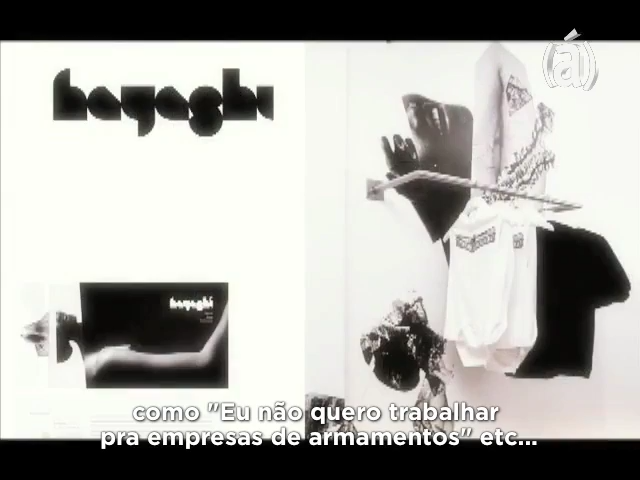 (á)
hayashi
hayashi
como "Eu não quero trabalhar
pra empresas de armamentos" etc...